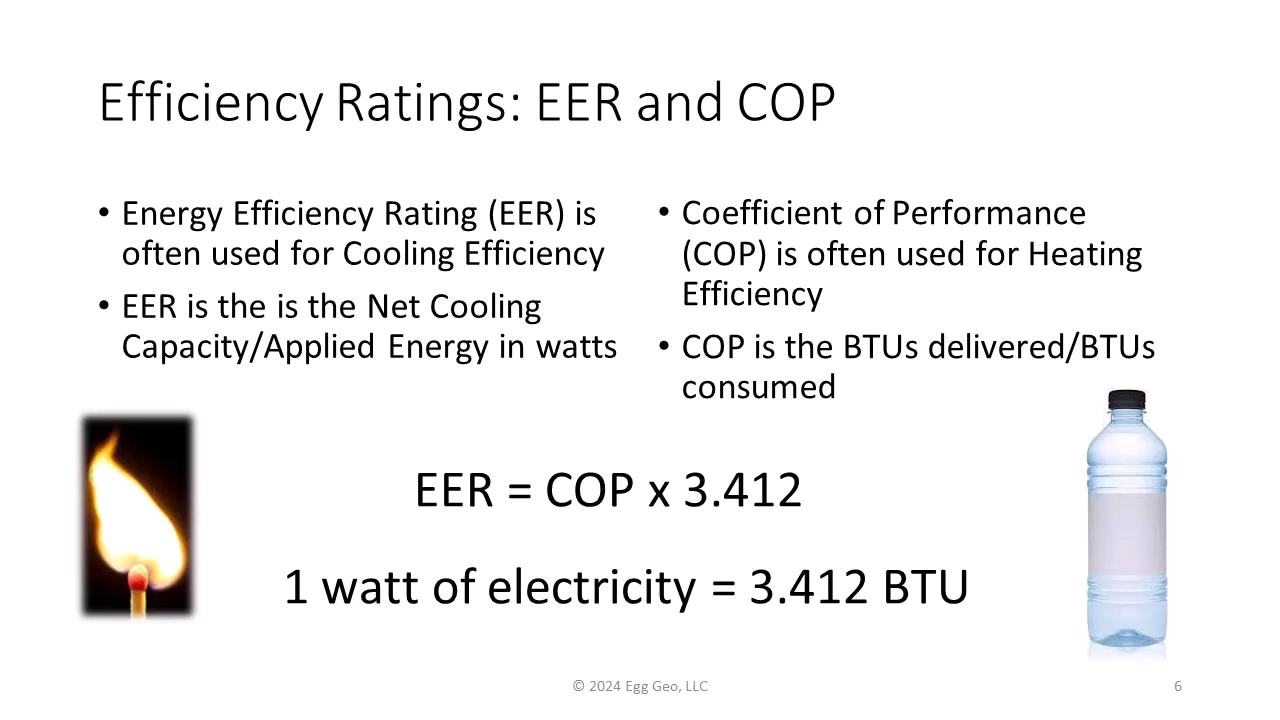 Efficiency Ratings: EER and COP
• Energy Efficiency Rating (EER) is
often used for Cooling Efficiency
• EER is the is the Net Cooling
Capacity/Applied Energy in watts
• Coefficient of Performance
(COP) is often used for Heating
Efficiency
• COP is the BTUs delivered/BTUs
consumed
EER = COP x 3.412
1 watt of electricity = 3.412 BTU
© 2024 Egg Geo, LLC
6